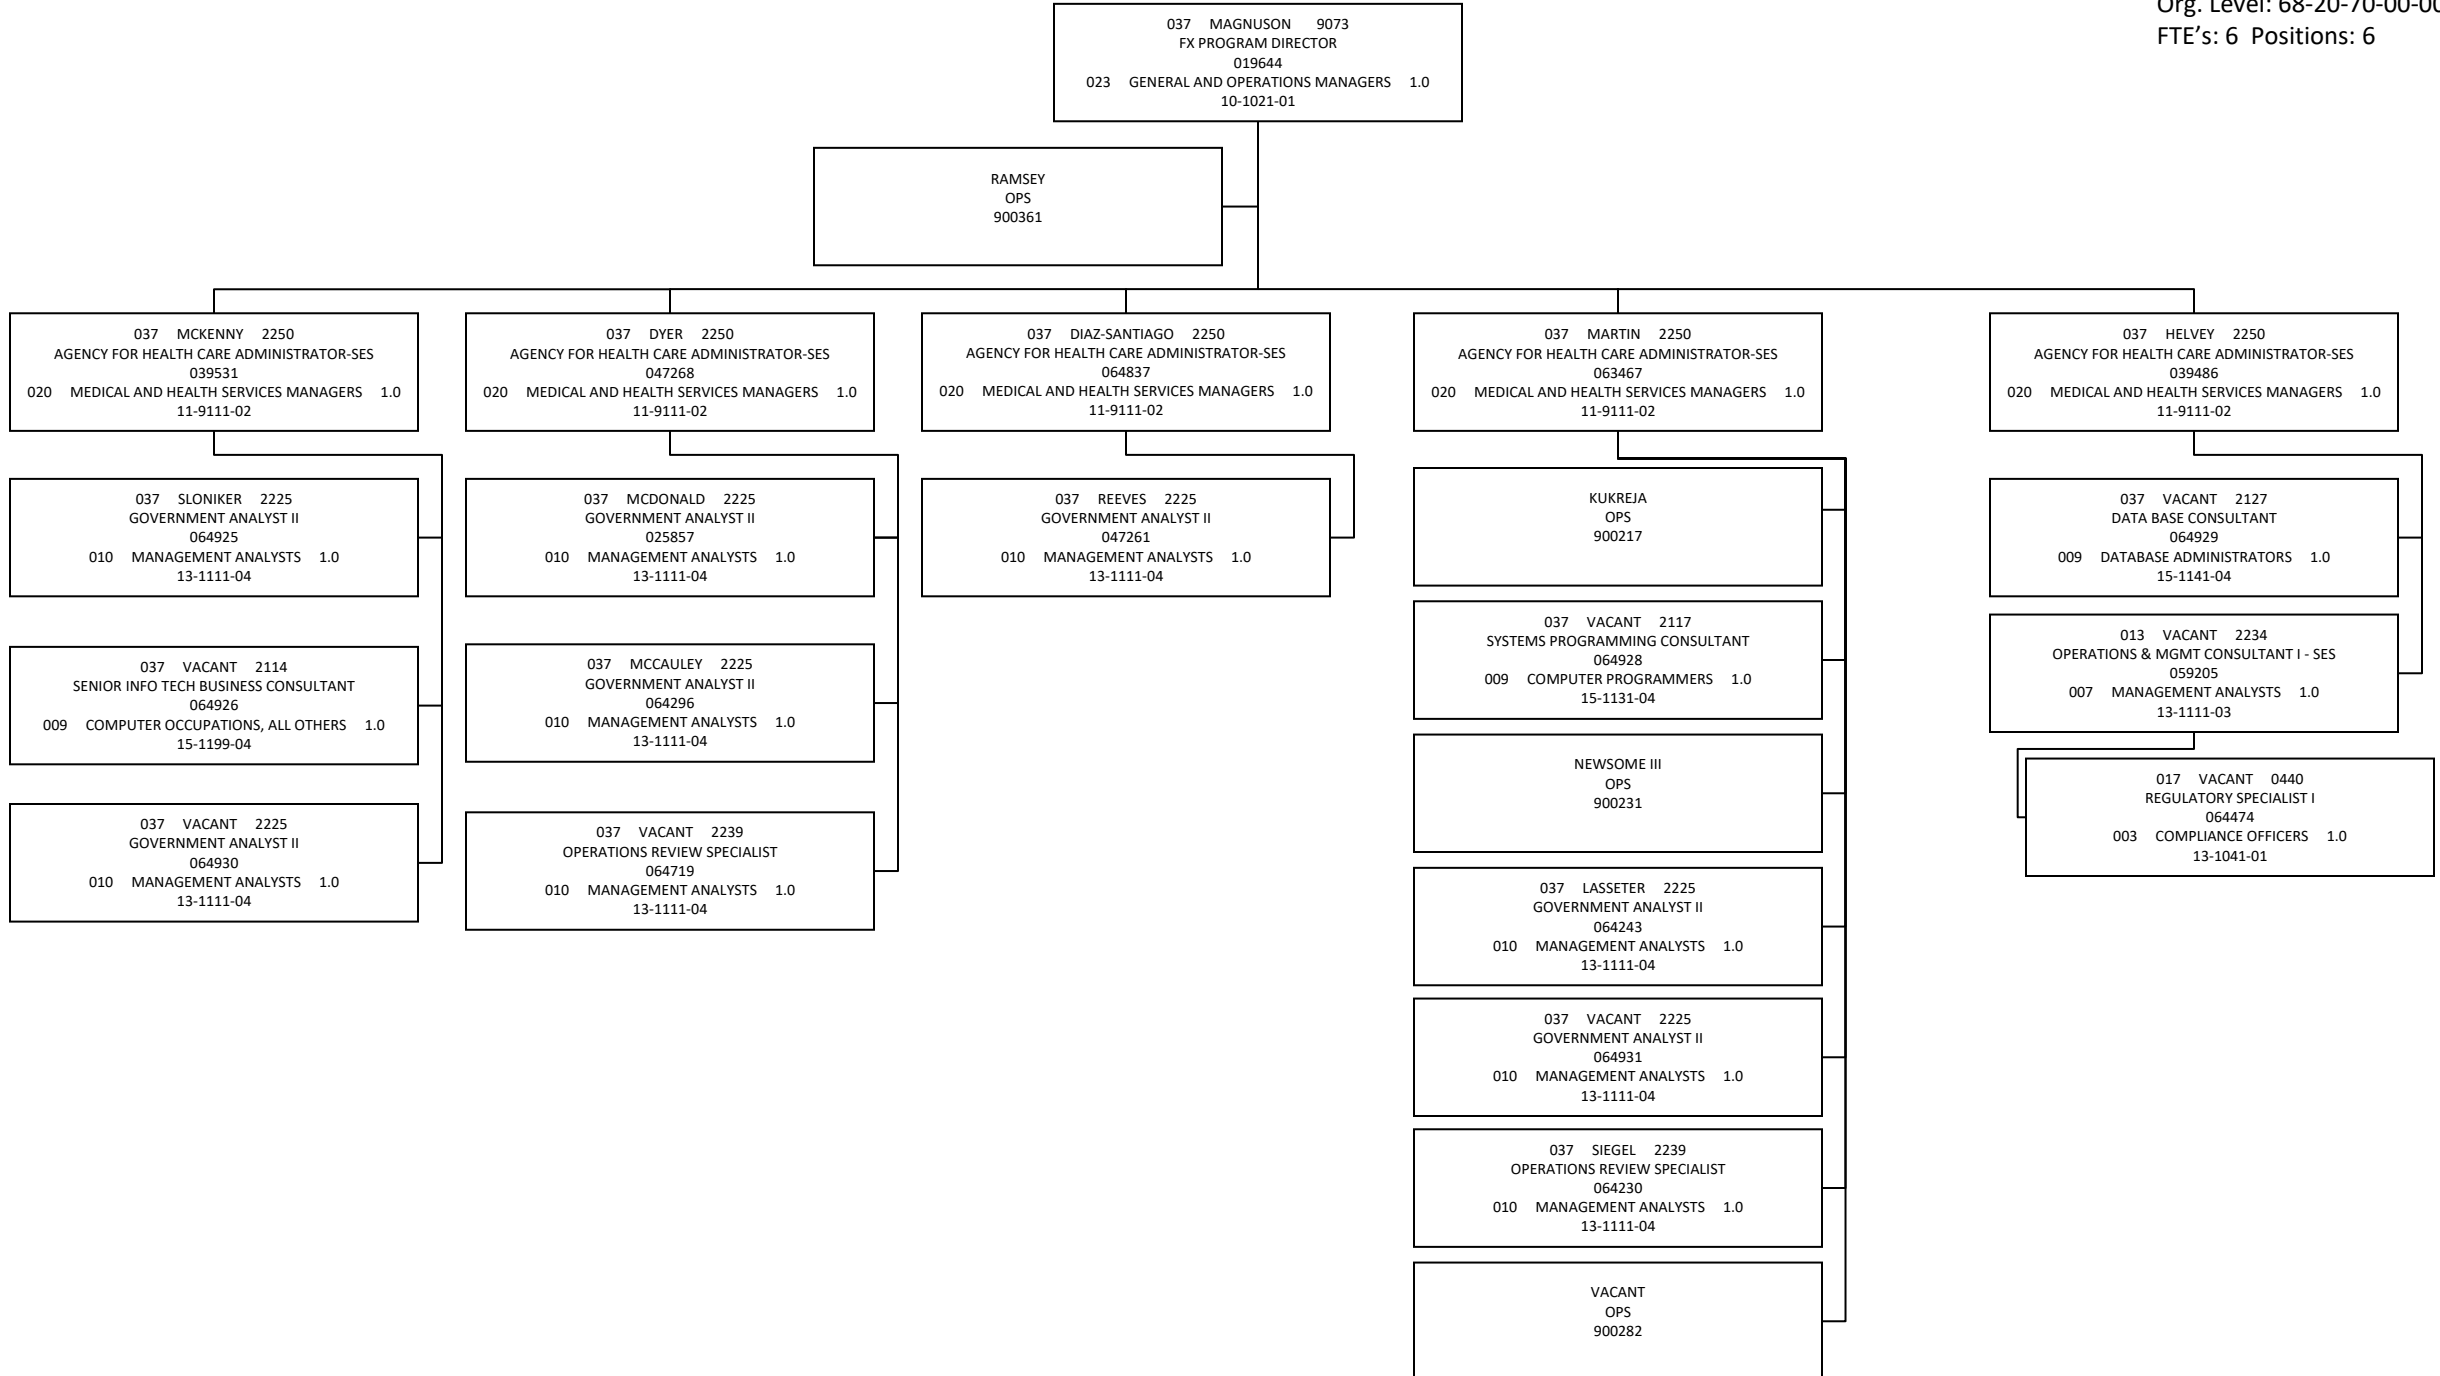 Org. Level: 68-20-70-00-00
FTE’s: 6 Positions: 6
037 MAGNUSON 9073
FX PROGRAM DIRECTOR
019644
023 GENERAL AND OPERATIONS MANAGERS 1.0
10-1021-01
RAMSEY
OPS
900361
037 MCKENNY 2250
AGENCY FOR HEALTH CARE ADMINISTRATOR-SES
039531
020 MEDICAL AND HEALTH SERVICES MANAGERS 1.0
11-9111-02
037 DYER 2250
AGENCY FOR HEALTH CARE ADMINISTRATOR-SES
047268
020 MEDICAL AND HEALTH SERVICES MANAGERS 1.0
11-9111-02
037 DIAZ-SANTIAGO 2250
AGENCY FOR HEALTH CARE ADMINISTRATOR-SES
064837
020 MEDICAL AND HEALTH SERVICES MANAGERS 1.0
11-9111-02
037 MARTIN 2250
AGENCY FOR HEALTH CARE ADMINISTRATOR-SES
063467
020 MEDICAL AND HEALTH SERVICES MANAGERS 1.0
11-9111-02
037 HELVEY 2250
AGENCY FOR HEALTH CARE ADMINISTRATOR-SES
039486
020 MEDICAL AND HEALTH SERVICES MANAGERS 1.0
11-9111-02
037 SLONIKER 2225
GOVERNMENT ANALYST II
064925
010 MANAGEMENT ANALYSTS 1.0
13-1111-04
037 VACANT 2114
SENIOR INFO TECH BUSINESS CONSULTANT
064926
009 COMPUTER OCCUPATIONS, ALL OTHERS 1.0
15-1199-04
037 VACANT 2225
GOVERNMENT ANALYST II
064930
010 MANAGEMENT ANALYSTS 1.0
13-1111-04
037 MCDONALD 2225
GOVERNMENT ANALYST II
025857
010 MANAGEMENT ANALYSTS 1.0
13-1111-04
037 MCCAULEY 2225
GOVERNMENT ANALYST II
064296
010 MANAGEMENT ANALYSTS 1.0
13-1111-04
037 VACANT 2239
OPERATIONS REVIEW SPECIALIST
064719
010 MANAGEMENT ANALYSTS 1.0
13-1111-04
037 REEVES 2225
GOVERNMENT ANALYST II
047261
010 MANAGEMENT ANALYSTS 1.0
13-1111-04
KUKREJA
OPS
900217
037 VACANT 2117
SYSTEMS PROGRAMMING CONSULTANT
064928
009 COMPUTER PROGRAMMERS 1.0
15-1131-04
NEWSOME III
OPS
900231
037 LASSETER 2225
GOVERNMENT ANALYST II
064243
010 MANAGEMENT ANALYSTS 1.0
13-1111-04
037 VACANT 2225
GOVERNMENT ANALYST II
064931
010 MANAGEMENT ANALYSTS 1.0
13-1111-04
037 SIEGEL 2239
OPERATIONS REVIEW SPECIALIST
064230
010 MANAGEMENT ANALYSTS 1.0
13-1111-04
VACANT
OPS
900282
037 VACANT 2127
DATA BASE CONSULTANT
064929
009 DATABASE ADMINISTRATORS 1.0
15-1141-04
013 VACANT 2234
OPERATIONS & MGMT CONSULTANT I - SES
059205
007 MANAGEMENT ANALYSTS 1.0
13-1111-03
017 VACANT 0440
REGULATORY SPECIALIST I
064474
003 COMPLIANCE OFFICERS 1.0
13-1041-01